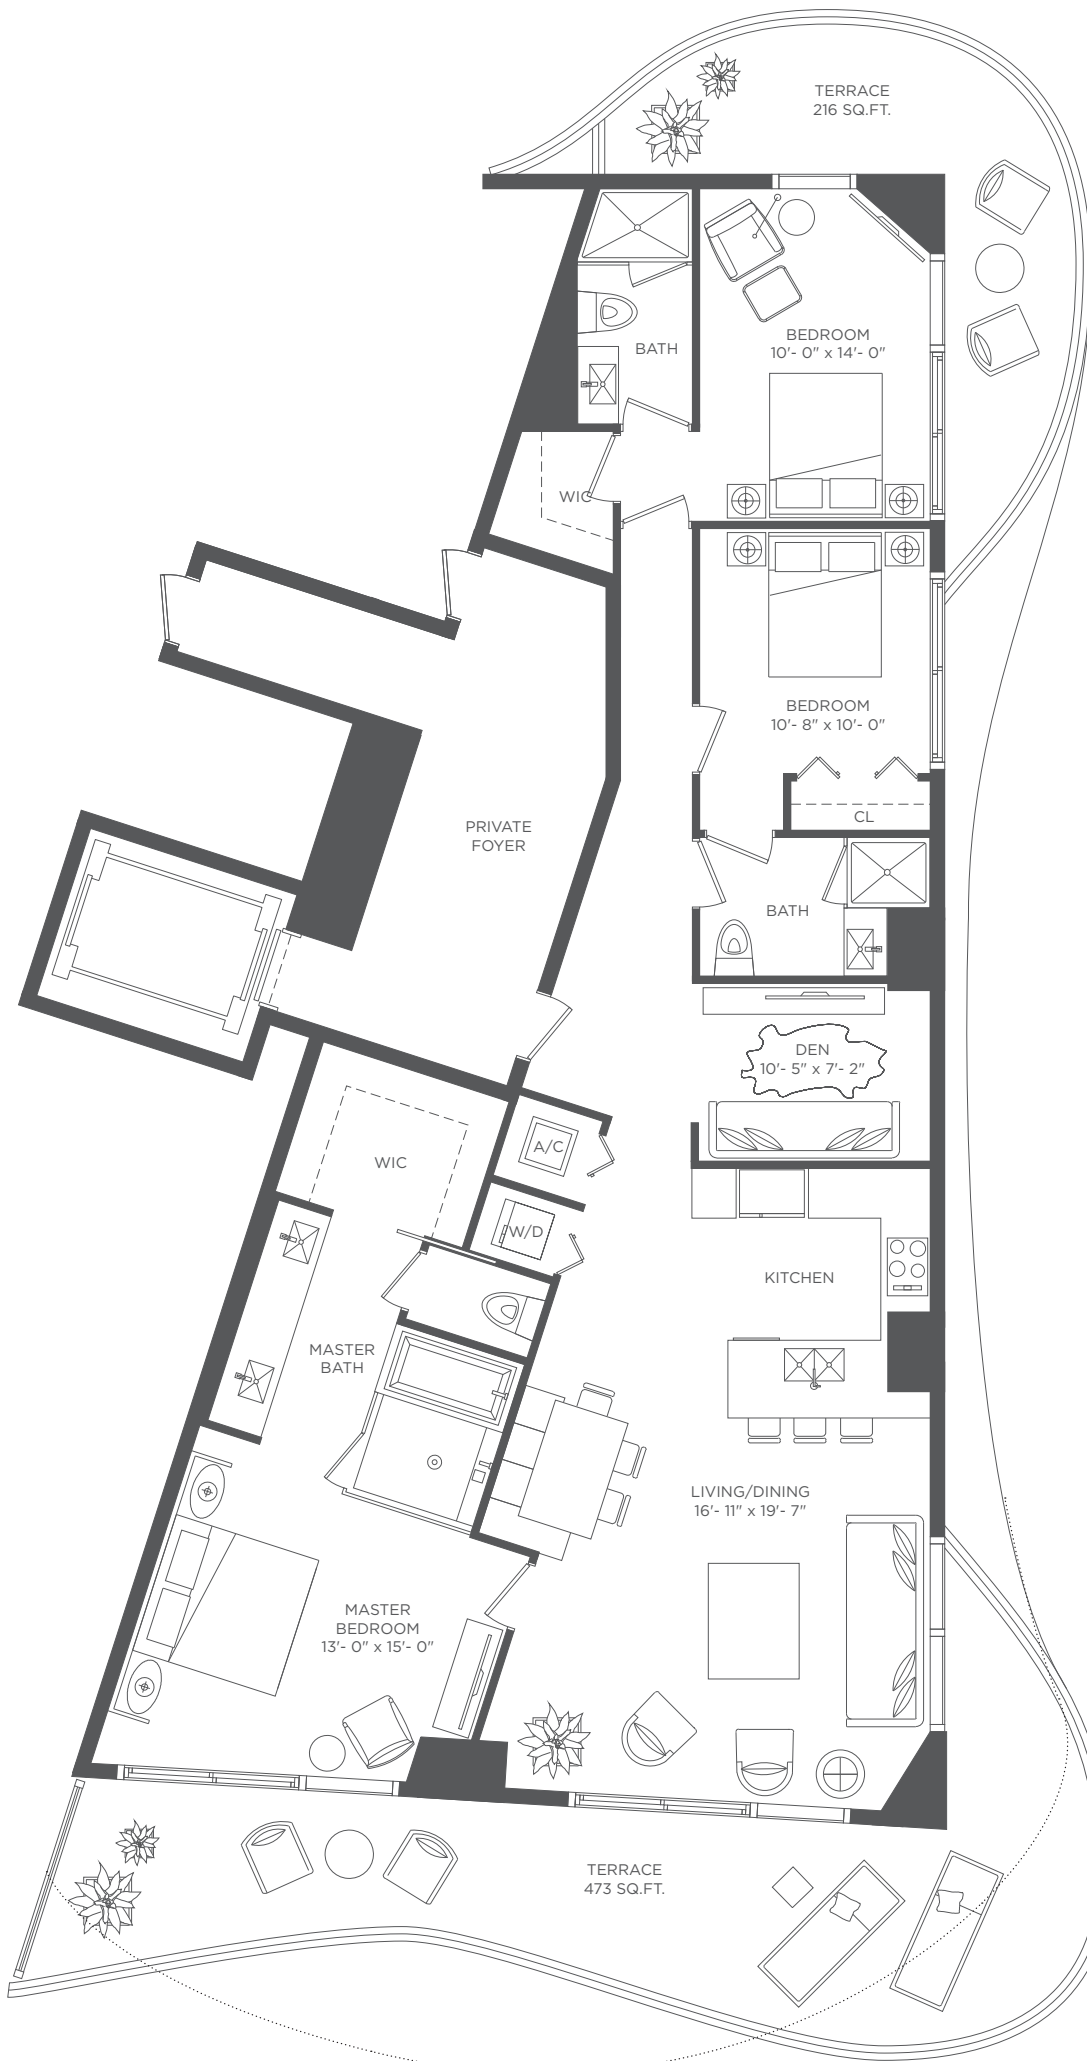 TERRACE
216 SQ.FT.
BEDROOM
10'- 0" x 14'- 0"
BATH
WIC
BEDROOM
10'- 8" x 10'- 0"
CL
PRIVATE
FOYER
BATH
DEN
10'- 5" x 7'- 2"
A/C
WIC
W/D
KITCHEN
MASTER
BATH
LIVING/DINING
16'- 11" x 19'- 7"
MASTER
BEDROOM
13'- 0" x 15'- 0"
TERRACE
473 SQ.FT.